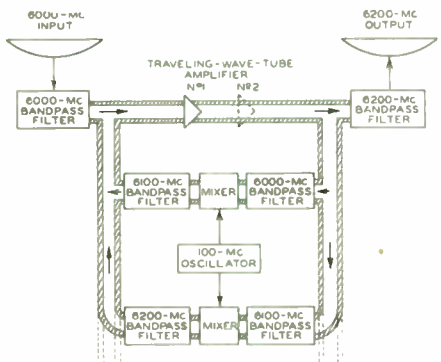 6000-MC
INPUT
6200-MC
OUTPUT
TRAVELING-WAVE-TUBE
AMPLIFIER
Nº1
Nº2
6000-MC
BANDPASS
FILTER
6200-MC
BANDPASS
FILTER
6100-MC
BANDPASS
FILTER
MIXER
6000-MC
BANDPASS
FILTER
100-MC
OSCILLATOR
6200-MC
BANDPASS
FILTER
MIXER
6100-MC
BANDPASS
FILTER